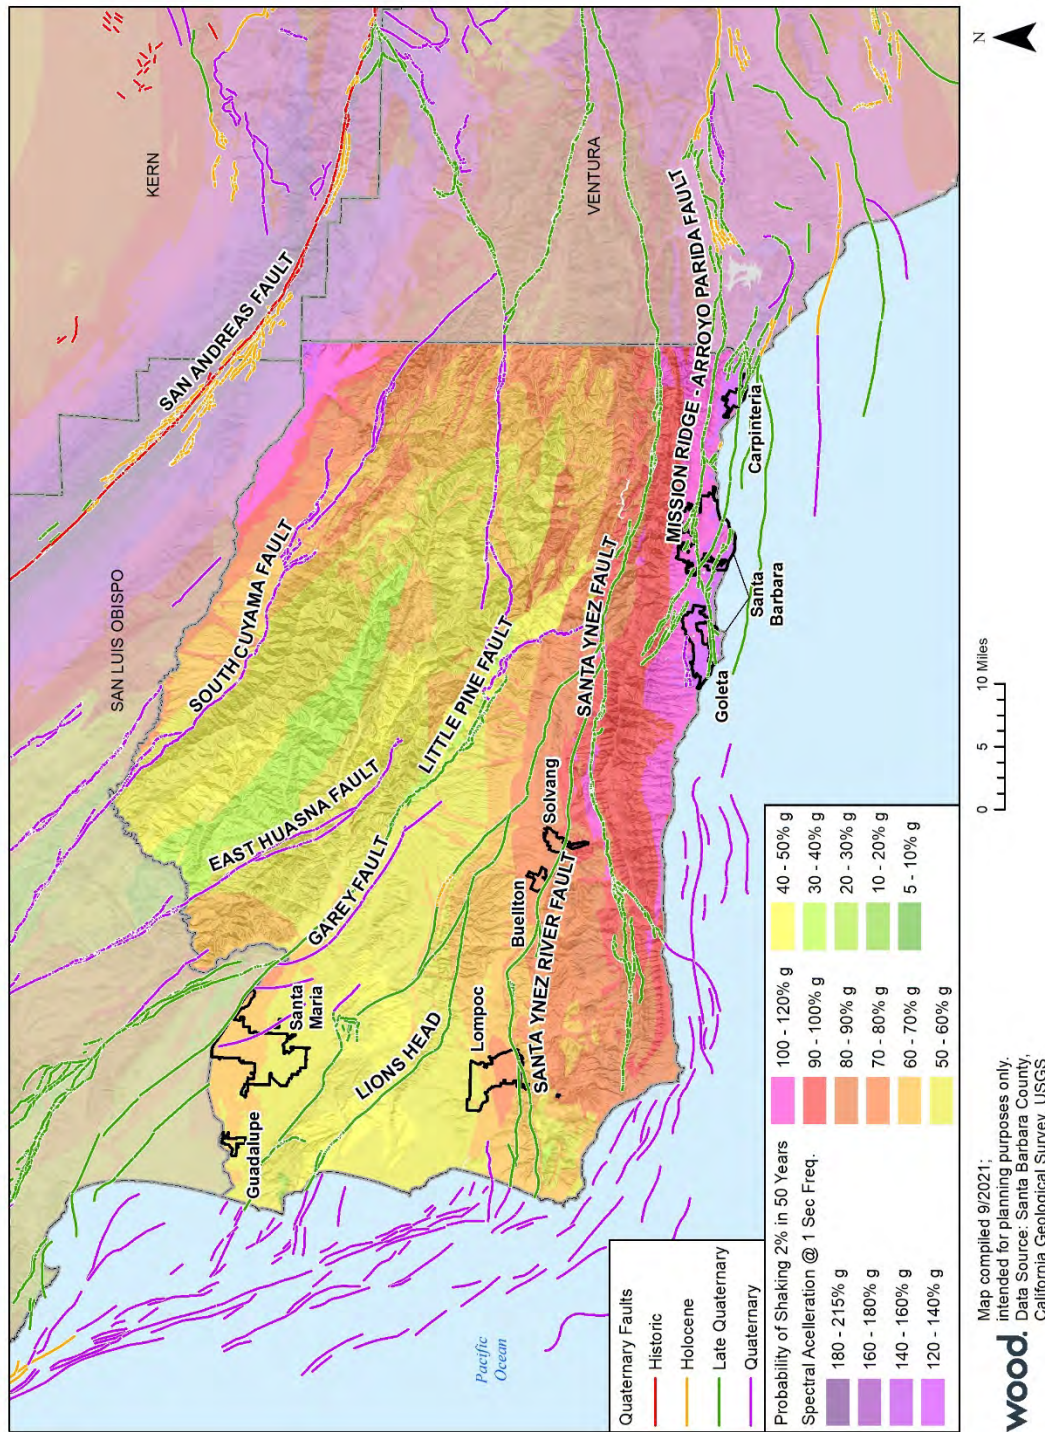 KERN
SAN ANDREAS FAULT
SAN LUIS OBISPO
VENTURA
SOUTH CUYAMA FAULT
EAST HUASNA FAULT
GAREY FAULT
LITTLE PINE FAULT
SANTA YNEZ FAULT
MISSION RIDGE - ARROYO PARIDA FAULT
Santa
Maria
Guadalupe
LIONS HEAD
Lompoc
Buellton
Solvang
SANTA YNEZ RIVER FAULT
Goleta
Santa
Barbara
Carpinteria
Pacific
Ocean
N
Quaternary Faults
Historic
Holocene
Late Quaternary
Quaternary
Probability of Shaking 2% in 50 Years
Spectral Acelleration @ 1 Sec Freq.
180 - 215% g
160 - 180% g
140 - 160% g
120 - 140% g
100 - 120% g
90 - 100% g
80 - 90% g
70 - 80% g
60 - 70% g
50 - 60% g
40 - 50% g
30 - 40% g
20 - 30% g
10 - 20% g
5 - 10% g
0 5 10 Miles
wood.
Map compiled 9/2021;
intended for planning purposes only.
Data Source: Santa Barbara County,
California Geological Survey, USGS